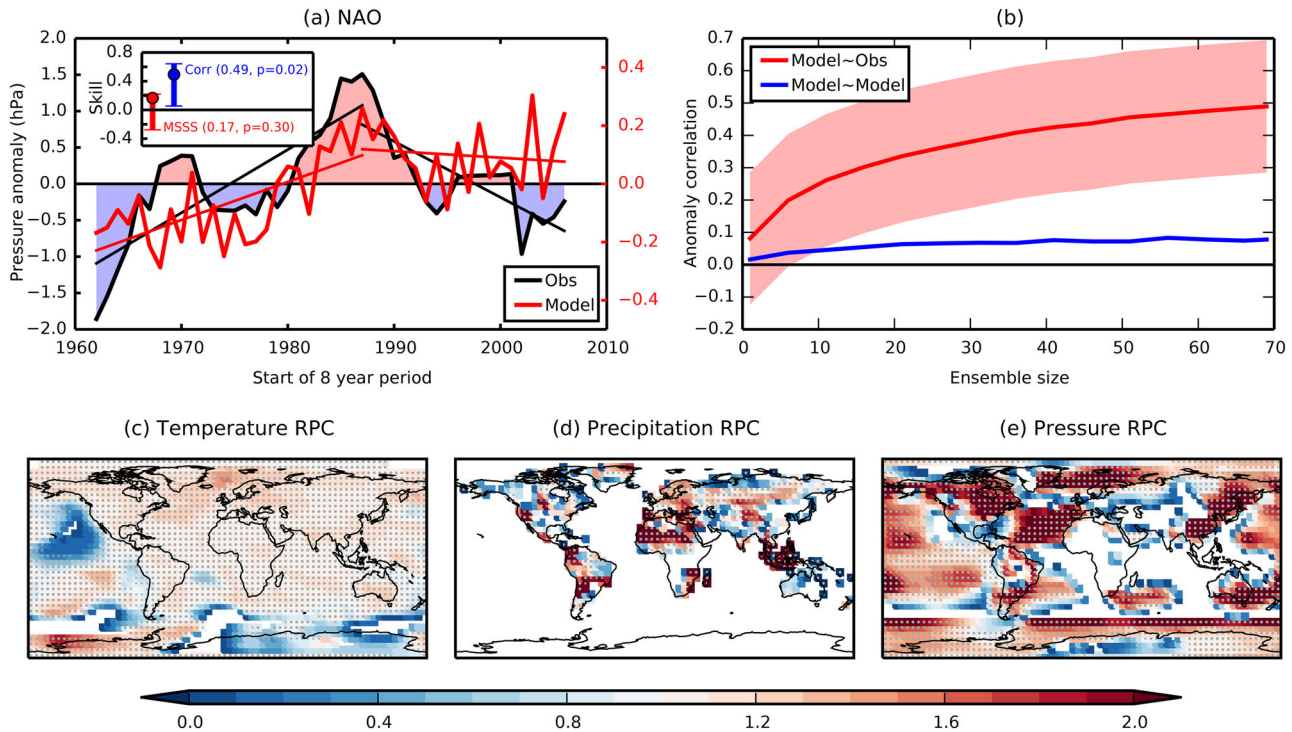 (a) NAO
2.0
1.5
1.0
0.5
0.0
−0.5
−1.0
−1.5
−2.0
Pressure anomaly (hPa)
0.8
0.4
0.0
-0.4
Skill
Corr (0.49, p=0.02)
MSSS (0.17, p=0.30)
Obs
Model
0.4
0.2
0.0
−0.2
−0.4
1960 1970 1980 1990 2000 2010
Start of 8 year period
(b)
0.7
0.6
0.5
0.4
0.3
0.2
0.1
0.0
−0.1
−0.2
Anomaly correlation
Model~Obs
Model~Model
0 10 20 30 40 50 60 70
Ensemble size
(c) Temperature RPC
(d) Precipitation RPC
(e) Pressure RPC
0.0 0.4 0.8 1.2 1.6 2.0